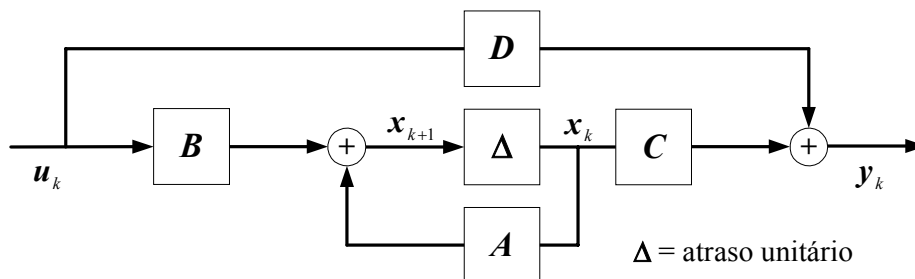 D
B
+
x_{k+1}
Δ
x_k
C
+
u_k
y_k
A
Δ = atraso unitário